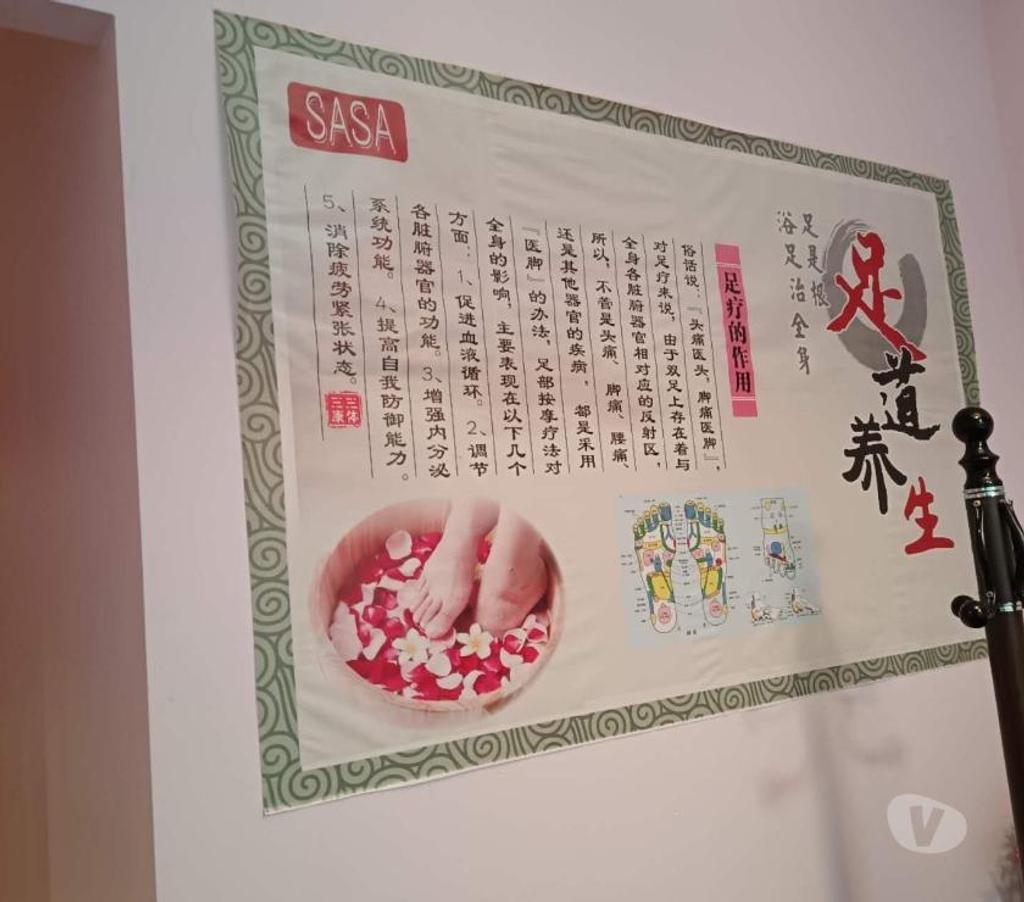 足道养生
足是根
浴足治全身
足疗的作用
俗话说:『头痛医头,脚痛医脚』,
对足疗来说,由于双足上存在着与
全身各脏腑器官相对应的反射区,
所以,不管是头痛、脚痛、腰痛、
还是其他器官的疾病,都是采用
『医脚』的办法,足部按摩疗法对
全身的影响,主要表现在以下几个
方面:1、促进血液循环。2、调节
各脏腑器官的功能。3、增强内分泌
系统功能。4、提高自我防御能力。
5、消除疲劳紧张状态。
SASA
V